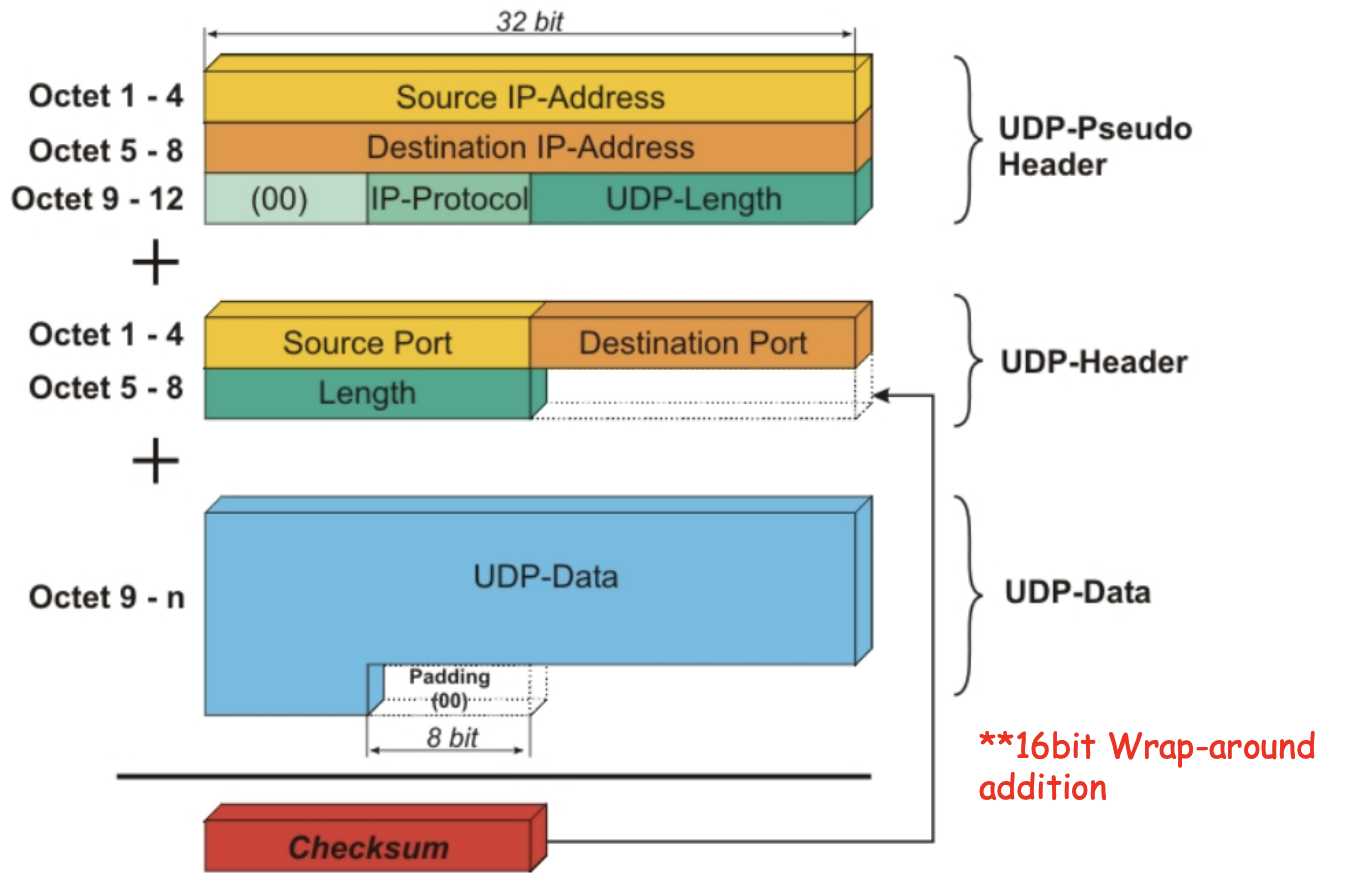 32 bit
Octet 1 - 4
Source IP-Address
Octet 5 - 8
Destination IP-Address
Octet 9 - 12
(00)
IP-Protocol
UDP-Length
UDP-Pseudo
Header
+
Octet 1 - 4
Source Port
Destination Port
Octet 5 - 8
Length
UDP-Header
+
Octet 9 - n
UDP-Data
UDP-Data
Padding
(00)
8 bit
**16bit Wrap-around
addition
Checksum